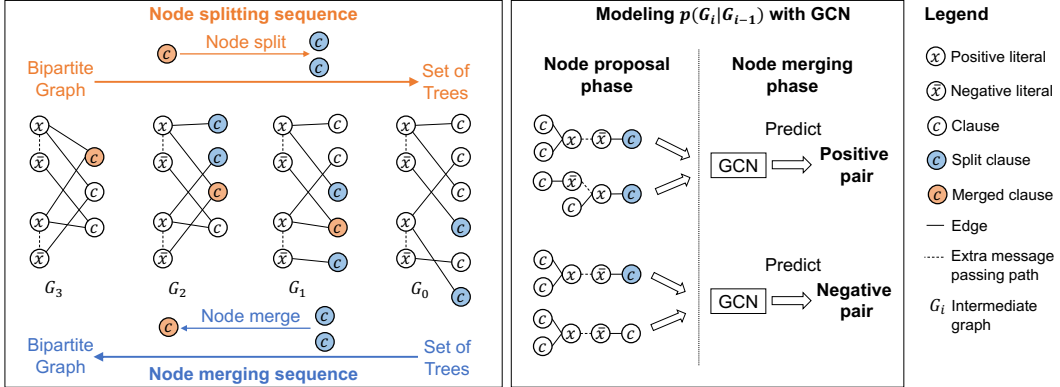 Node splitting sequence
c
Node split
c
c
Bipartite
Graph
Set of
Trees
x
c
x̄
c
x
c
x̄
x
c
x̄
c
c
x
c
x̄
x
c
x̄
c
c
x
c
x̄
c
x
c
x̄
c
c
x
c
x̄
c
c
G₃
G₂
G₁
G₀
c
Node merge
c
c
Bipartite
Graph
Set of
Trees
Node merging sequence
Modeling p(Gᵢ|Gᵢ₋₁) with GCN
Node proposal
phase
Node merging
phase
c
c
x
x̄
c
c
x̄
c
x
c
GCN
Predict
Positive
pair
c
c
x
x̄
c
c
c
x
x̄
c
GCN
Predict
Negative
pair
Legend
x Positive literal
x̄ Negative literal
c Clause
c Split clause
c Merged clause
Edge
Extra message
passing path
Gᵢ Intermediate
graph